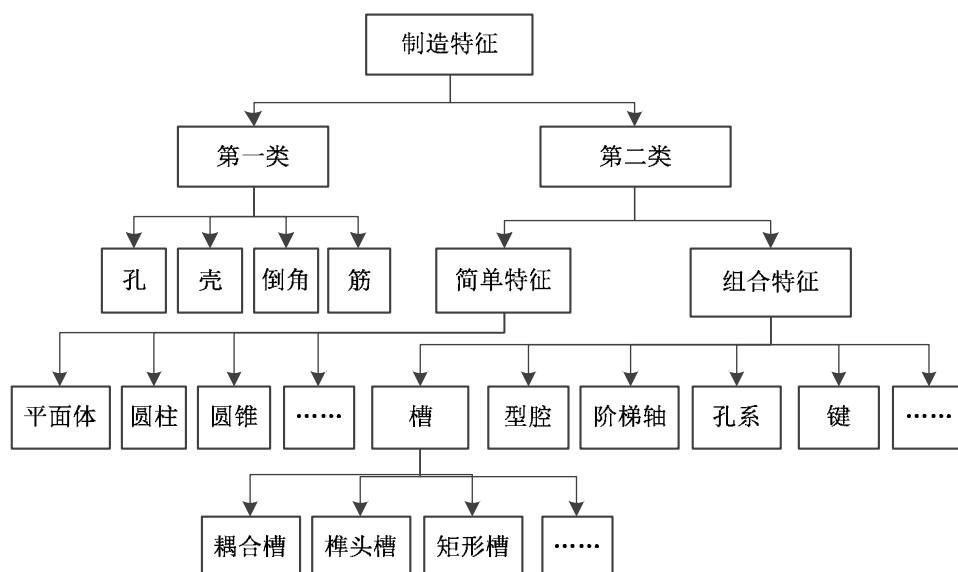 制造特征
第一类
第二类
孔
壳
倒角
筋
简单特征
组合特征
平面体
圆柱
圆锥
……
槽
型腔
阶梯轴
孔系
键
……
耦合槽
榫头槽
矩形槽
……